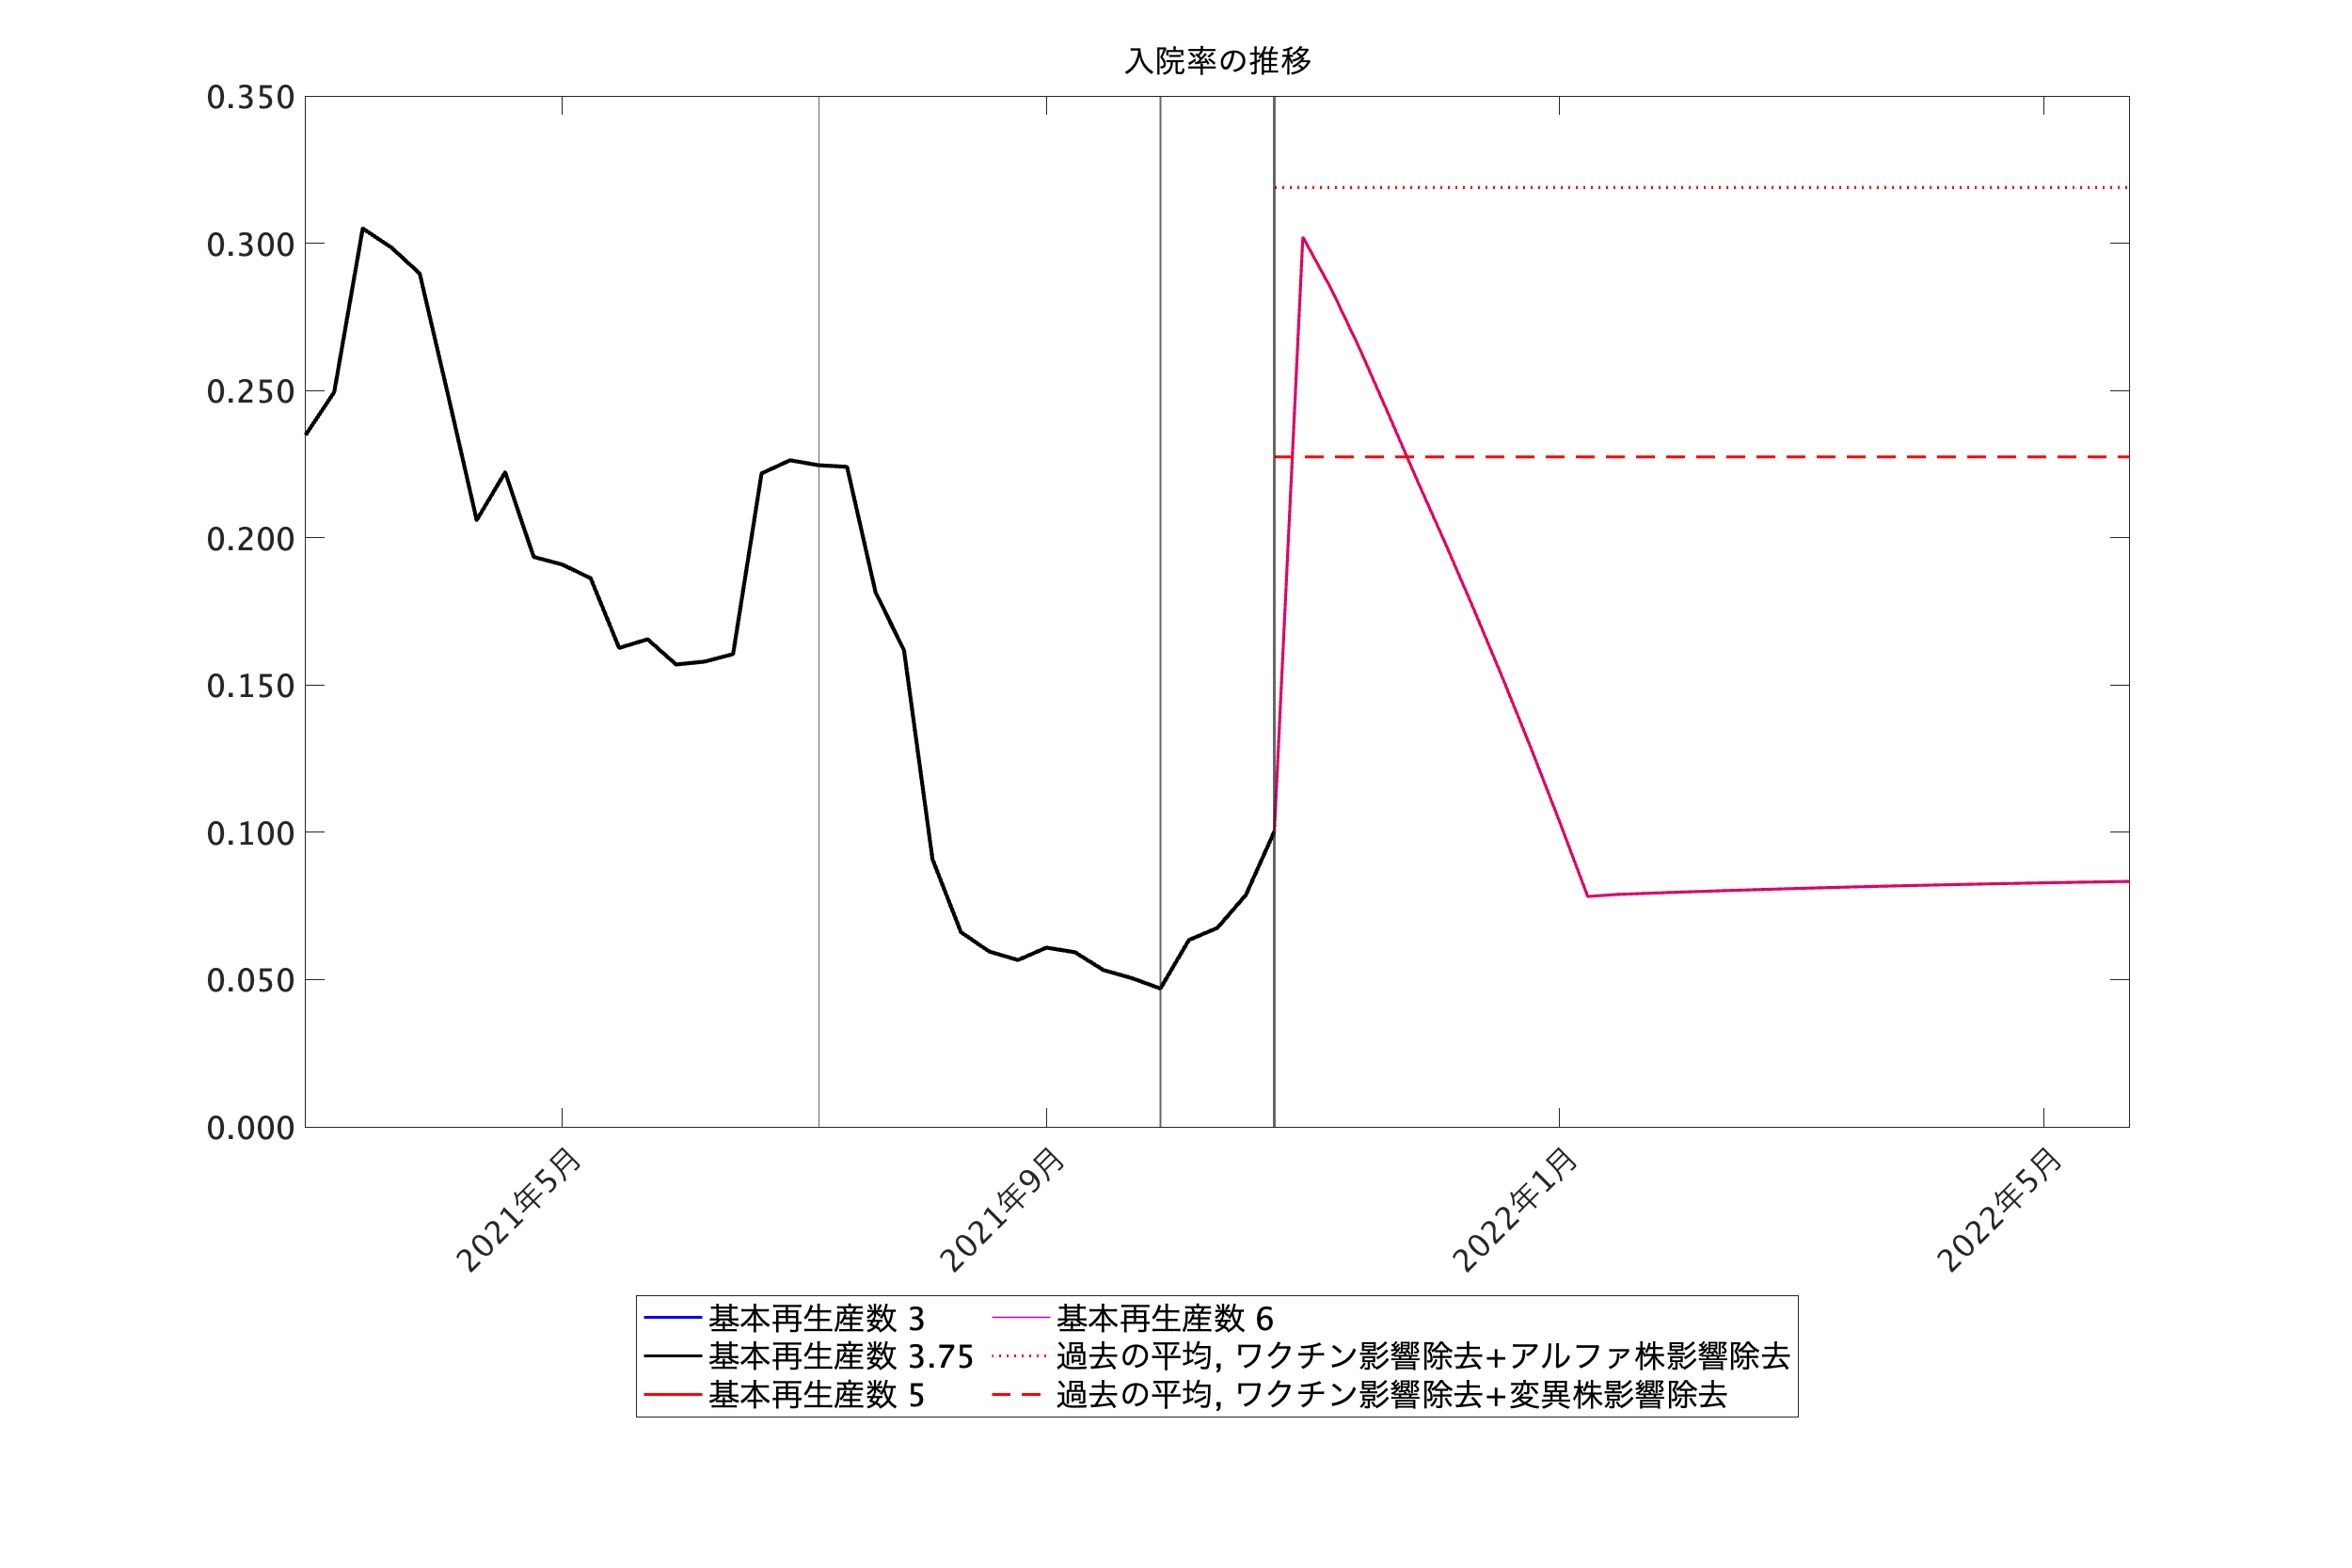 入院率の推移
0.350
0.300
0.250
0.200
0.150
0.100
0.050
0.000
2021年5月
2021年9月
2022年1月
2022年5月
基本再生産数 3
基本再生産数 3.75
基本再生産数 5
基本再生産数 6
過去の平均, ワクチン影響除去+アルファ株影響除去
過去の平均, ワクチン影響除去+変異株影響除去